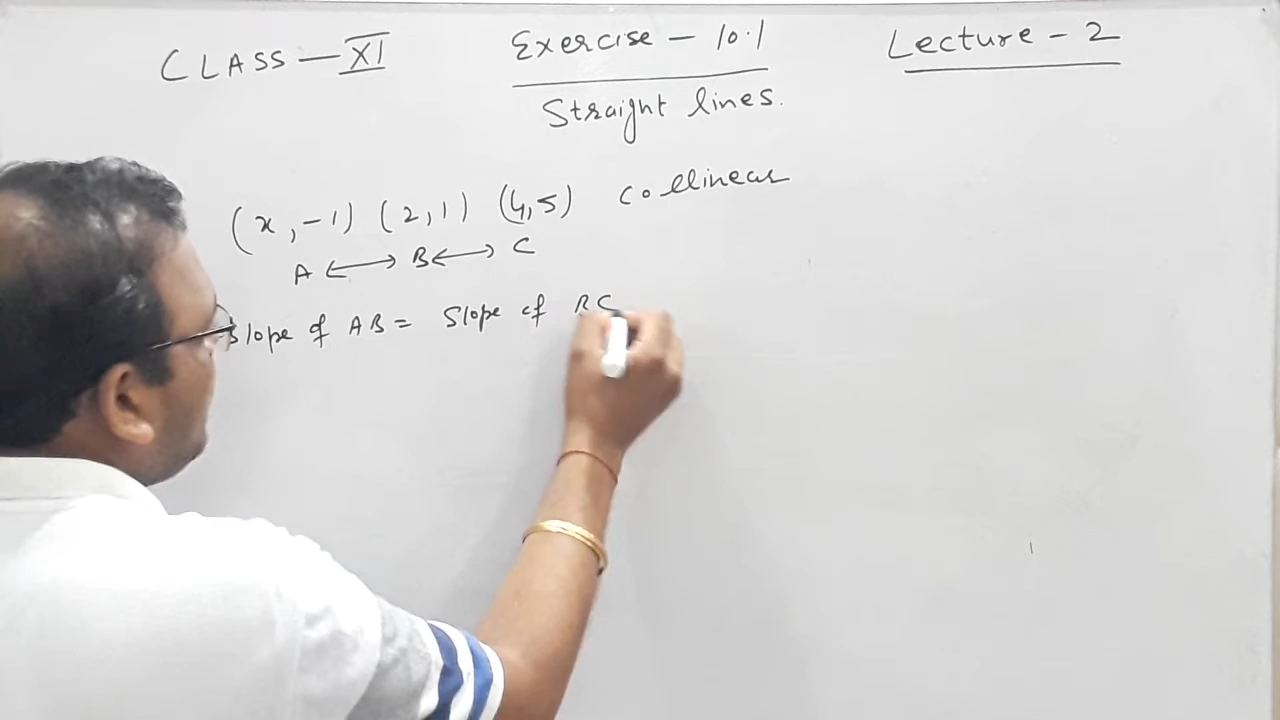 CLASS — XI Exercise — 10.1 Lecture - 2
Straight lines.
(x, -1) (2, 1) (4, 5) collinear
A ⟷ B ⟷ C
Slope of AB = Slope of BC